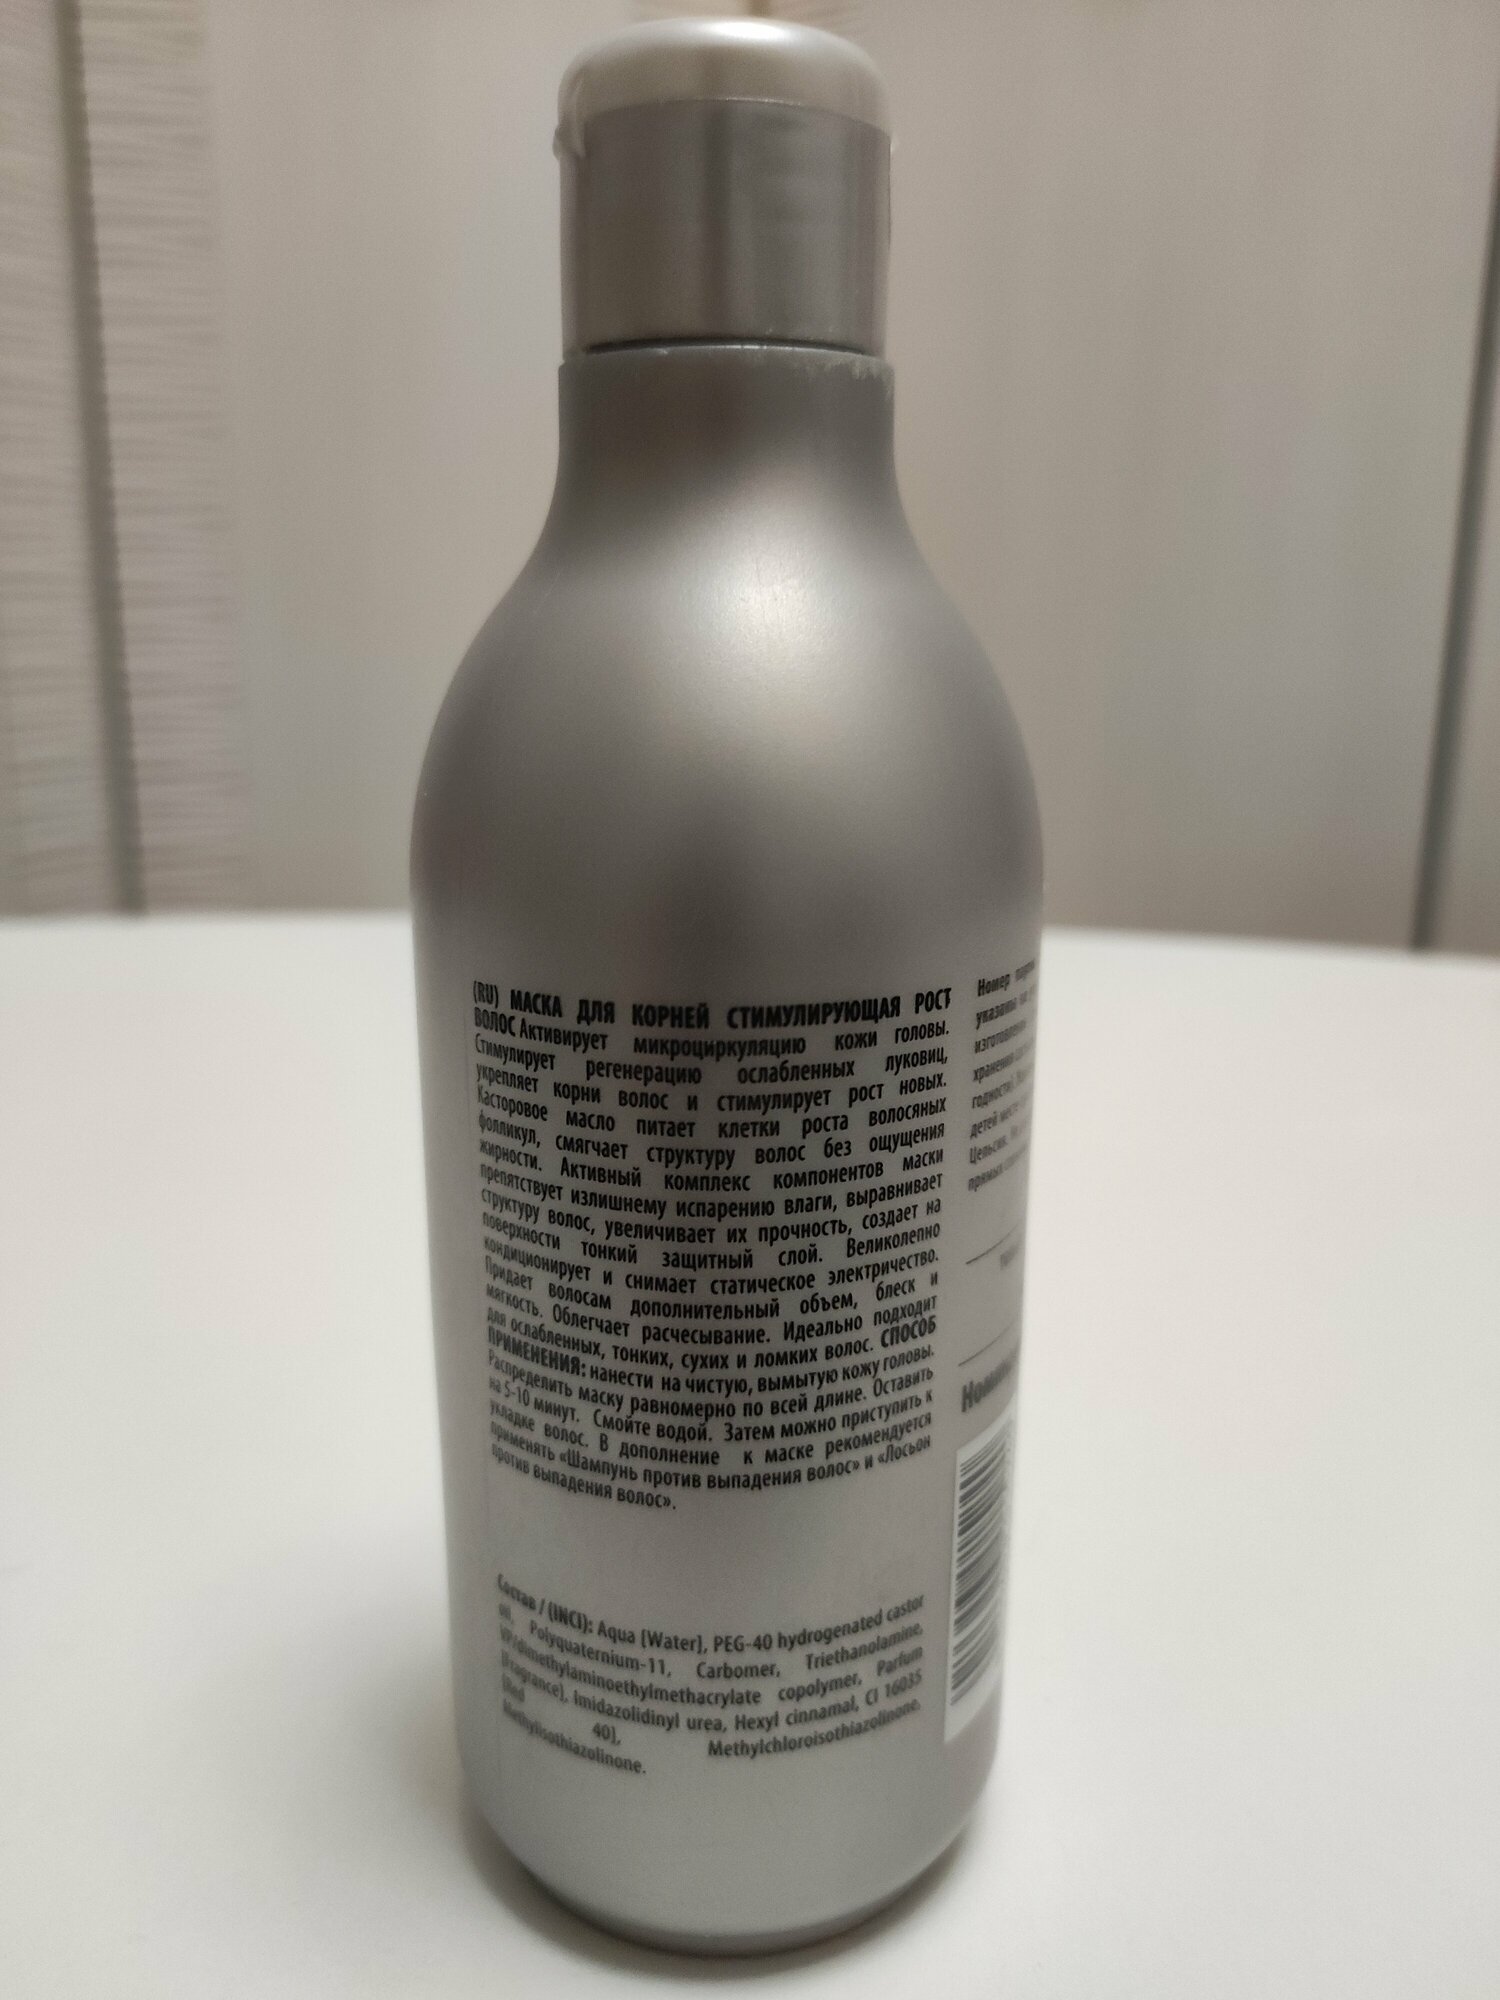 (RU) МАСКА ДЛЯ КОРНЕЙ СТИМУЛИРУЮЩАЯ РОСТ
ВОЛОС Активирует микроциркуляцию кожи головы.
Стимулирует регенерацию ослабленных луковиц,
укрепляет корни волос и стимулирует рост новых.
Касторовое масло питает клетки роста волосяных
фолликул, смягчает структуру волос без ощущения
жирности. Активный комплекс компонентов маски
препятствует излишнему испарению влаги, выравнивает
структуру волос, увеличивает их прочность, создает на
поверхности тонкий защитный слой. Великолепно
кондиционирует и снимает статическое электричество.
Придает волосам дополнительный объем, блеск и
мягкость. Облегчает расчесывание. Идеально подходит
для ослабленных, тонких, сухих и ломких волос. СПОСОБ
ПРИМЕНЕНИЯ: нанести на чистую, вымытую кожу головы.
Распределить маску равномерно по всей длине. Оставить
на 5-10 минут. Смойте водой. Затем можно приступить к
укладке волос. В дополнение к маске рекомендуется
применять «Шампунь против выпадения волос» и «Лосьон
против выпадения волос».
Состав / (INCI): Aqua [Water], PEG-40 hydrogenated castor
oil, Polyquaternium-11, Carbomer, Triethanolamine,
VP/dimethylaminoethylmethacrylate copolymer, Parfum
[Fragrance], Imidazolidinyl urea, Hexyl cinnamal, CI 16035
[Red 40], Methylchloroisothiazolinone,
Methylisothiazolinone.
Номер
указаны
хранения
детей